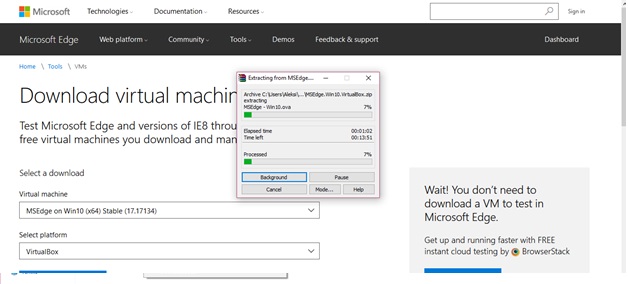 Microsoft Technologies Documentation Resources Sign in
Microsoft Edge Web platform Community Tools Demos Feedback & support Dashboard
Home \ Tools \ VMs
Download virtual machin
Test Microsoft Edge and versions of IE8 throu
free virtual machines you download and man
Select a download
Virtual machine
MSEdge on Win10 (x64) Stable (17.17134)
Select platform
VirtualBox
Extracting from MSEdge....
Archive C:\Users\Aleksi\,...\MSEdge.Win10.VirtualBox.zip
extracting
MSEdge - Win10.ova 7%
Elapsed time 00:01:02
Time left 00:13:51
Processed 7%
Background Pause
Cancel Mode... Help
Wait! You don’t need to
download a VM to test in
Microsoft Edge.
Get up and running faster with FREE
instant cloud testing by BrowserStack